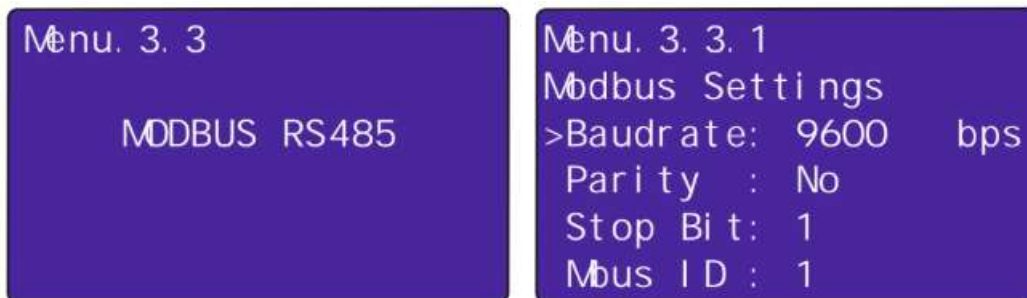 Menu. 3. 3
MODBUS RS485
Menu. 3. 3. 1
Modbus Settings
>Baudrate: 9600 bps
Parity : No
Stop Bit: 1
Mbus ID : 1